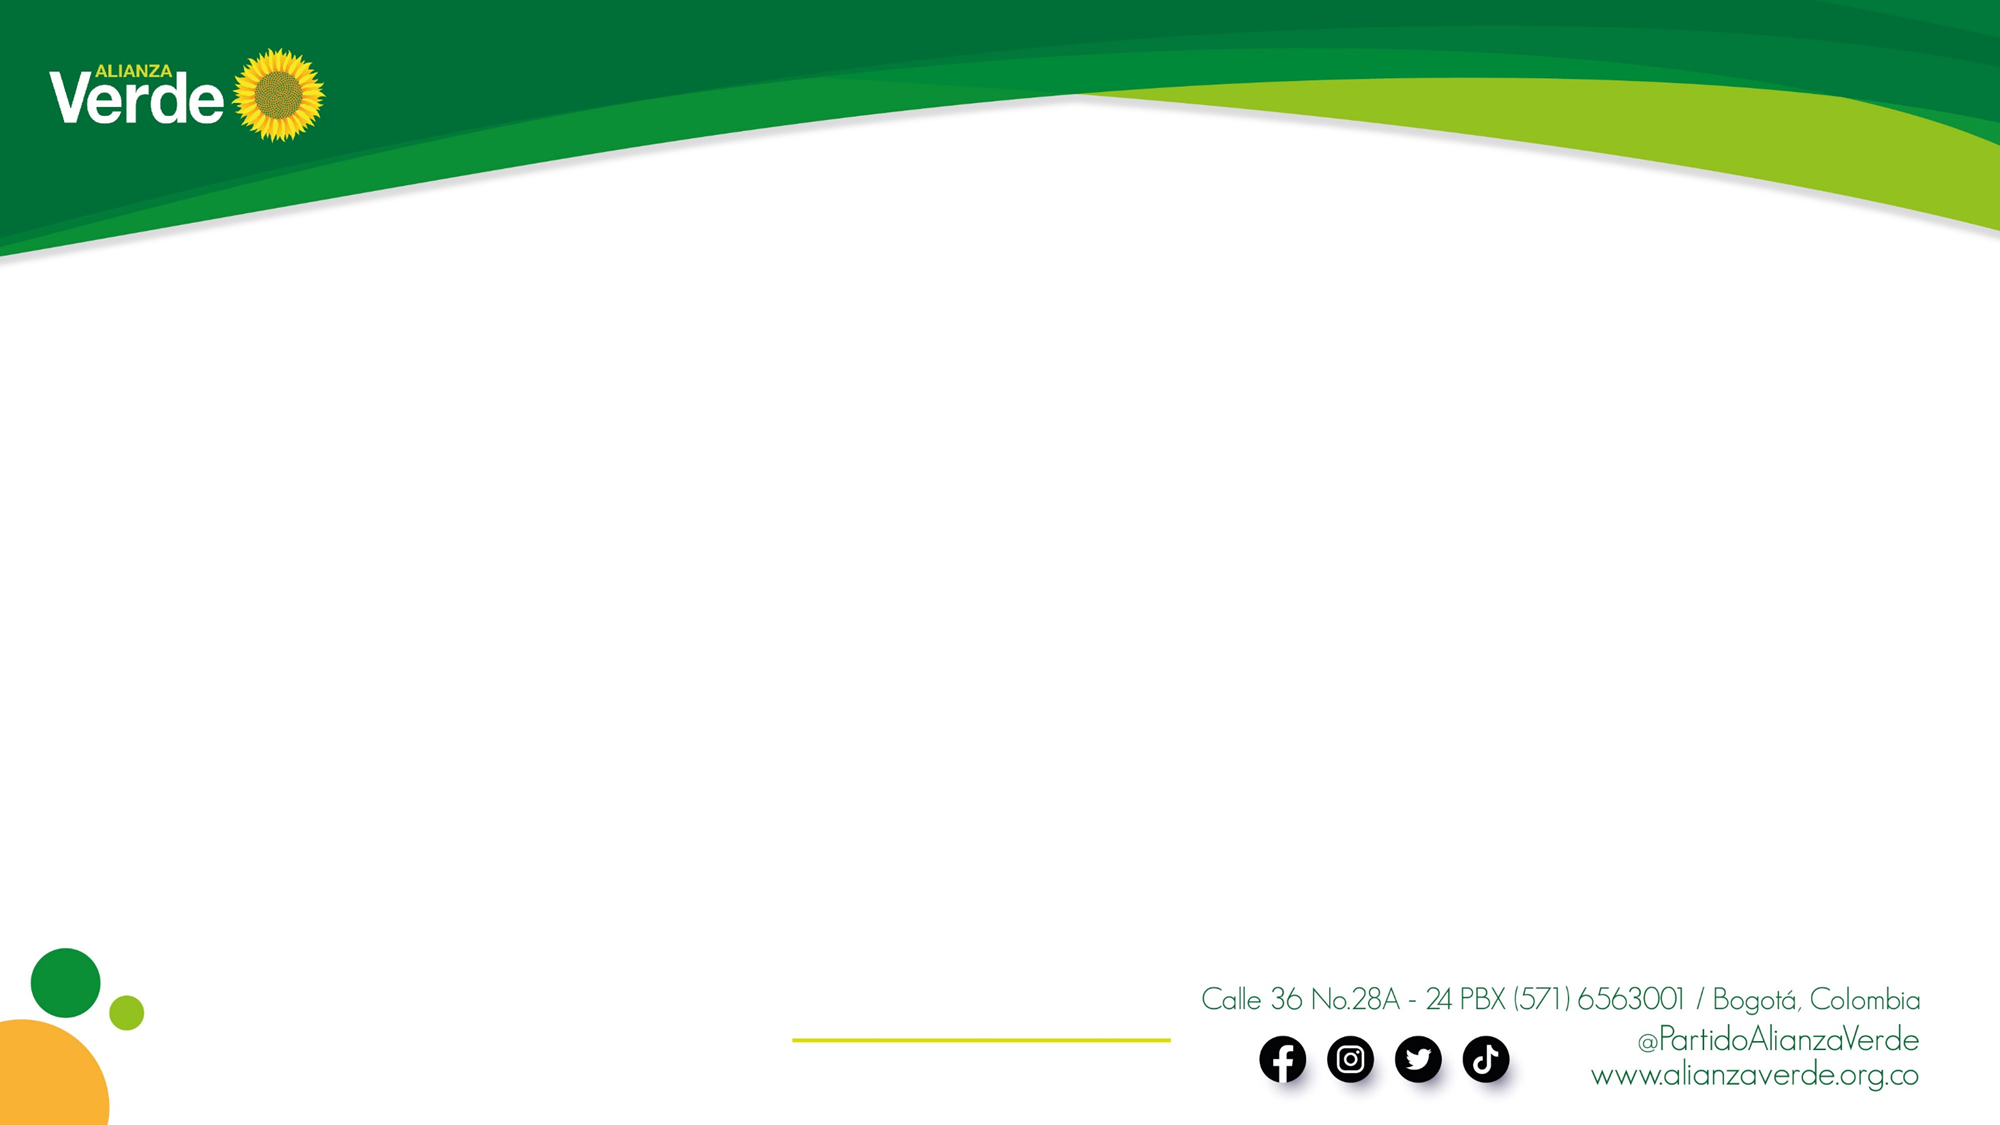 ALIANZA
Verde
Calle 36 No.28A - 24 PBX (571) 6563001 / Bogotá, Colombia
@PartidoAlianzaVerde
www.alianzaverde.org.co